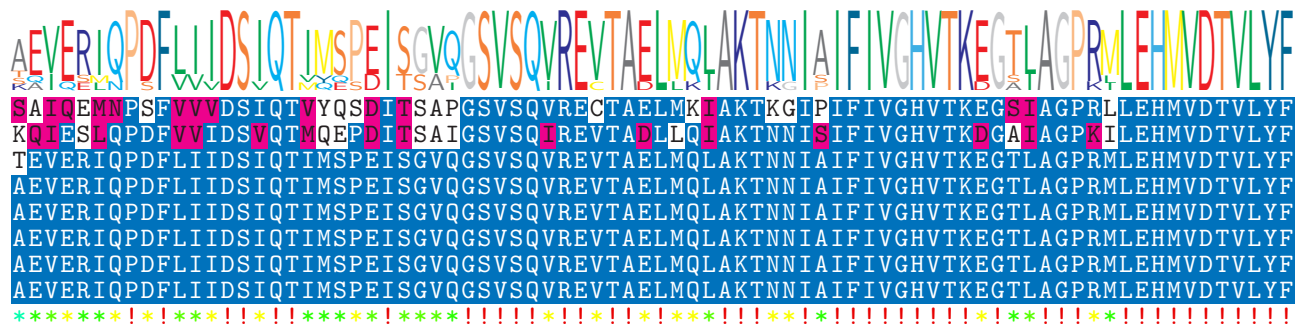 AEVERIQPDFLIIDSIQTIMSPEISGVQGSVSQVREVTAELMQLAKTNNIAIFIVGHVTKEGTLAGPRMLEHMVDTVLYF
SAIQEMNPSFVVVDSIQTVYQSDITSAPGSVSQVRECTAELMKIAKTKGIPIFIVGHVTKEGSIAGPRLLEHMVDTVLYF
KQIESLQPDFVVIDSVQTMQEPDITSAIGSVSQIREVTADLLQIAKTNNISIFIVGHVTKDGAIAGPKILEHMVDTVLYF
TEVERIQPDFLIIDSIQTIMSPEISGVQGSVSQVREVTAELMQLAKTNNIAIFIVGHVTKEGTLAGPRMLEHMVDTVLYF
AEVERIQPDFLIIDSIQTIMSPEISGVQGSVSQVREVTAELMQLAKTNNIAIFIVGHVTKEGTLAGPRMLEHMVDTVLYF
AEVERIQPDFLIIDSIQTIMSPEISGVQGSVSQVREVTAELMQLAKTNNIAIFIVGHVTKEGTLAGPRMLEHMVDTVLYF
AEVERIQPDFLIIDSIQTIMSPEISGVQGSVSQVREVTAELMQLAKTNNIAIFIVGHVTKEGTLAGPRMLEHMVDTVLYF
AEVERIQPDFLIIDSIQTIMSPEISGVQGSVSQVREVTAELMQLAKTNNIAIFIVGHVTKEGTLAGPRMLEHMVDTVLYF
AEVERIQPDFLIIDSIQTIMSPEISGVQGSVSQVREVTAELMQLAKTNNIAIFIVGHVTKEGTLAGPRMLEHMVDTVLYF
*******!*!***!!*!!*****!****!!!!!*!!*!!*!***!!!**!*!!!!!!!!!*!**!!!**!!!!!!!!!!!